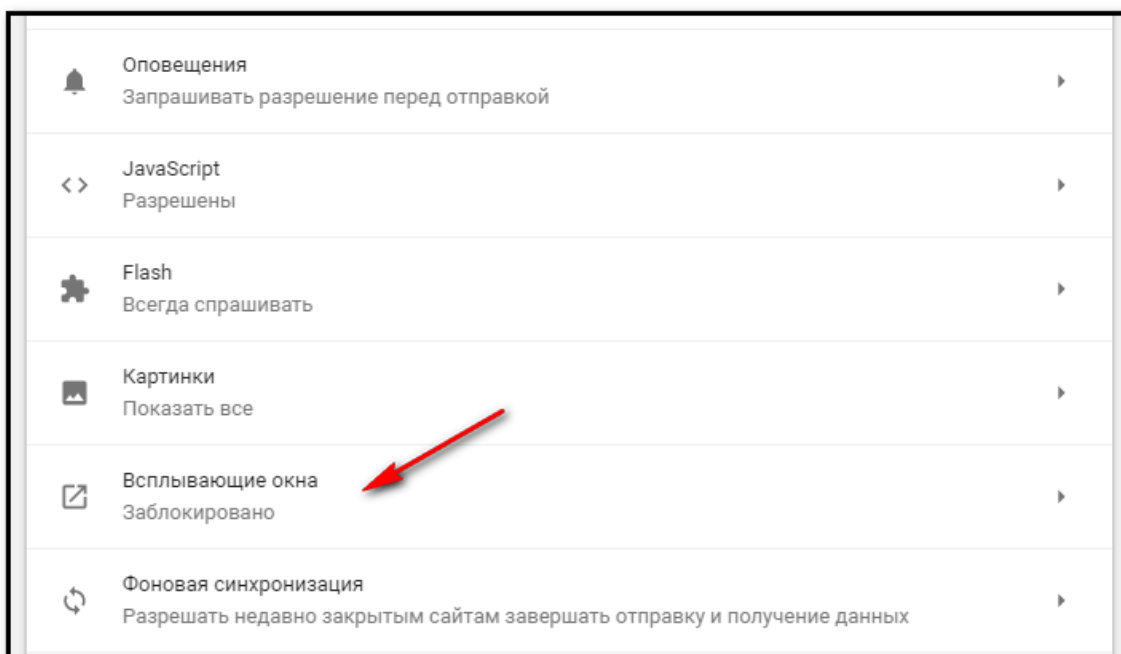 Оповещения
Запрашивать разрешение перед отправкой
JavaScript
Разрешены
Flash
Всегда спрашивать
Картинки
Показать все
Всплывающие окна
Заблокировано
Фоновая синхронизация
Разрешать недавно закрытым сайтам завершать отправку и получение данных